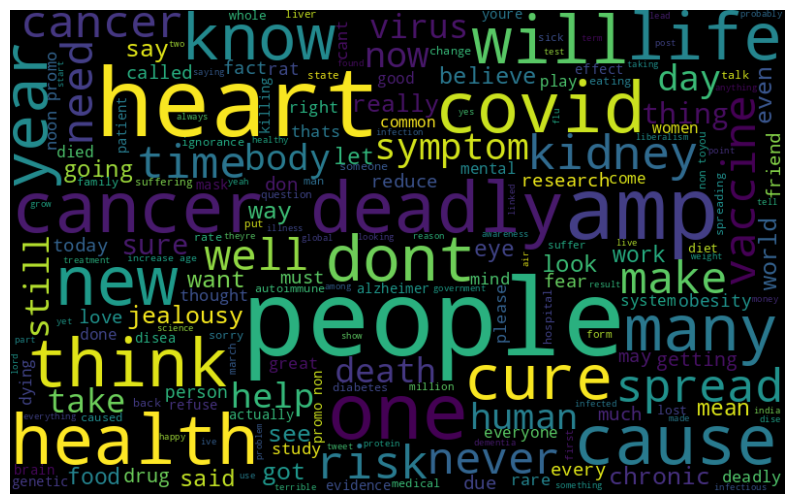 cancer
know
virus
will
life
year
need
say
called
fact
rat
cant
now
good
change
youre
whole
liver
two
start
saying
noon promo
patient
killing
state
test
sick
term
post
lead
probably
heart
covid
believe
play
effect
eating
day
talk
taking
really
right
found
thing
even
anything
always
ignorance
common
yes
flu
women
died
going
time
body
thats
infection
healthy
let
symptom
kidney
liberalism
point
vaccine
friend
family
suffering
mask
yeah
don
man
someone
mental
research
come
non toyou
tell
grow
question
reduce
cancer deadly
amp
linked
spreading
world
put
illness
way
awareness
live
today
sure
rate
theyre
global
looking
reason
suffer
air
diet
weight
still
new
well
dont
eye
look
work
make
treatment
increase age
want
must
mind
fear
result
love
thought
autoimmune
alzheimer
government
system
obesity
money
yet
jealousy
among
please
hospital
science
done
disea
sorry
march
people
show
form
many
part
lord
think
great
death
may
getting
dying
take
person
help
diabetes
million
cure
spread
back
refuse
actually
promo non
one
human
infected
much
lost
mean
india
everything
caused
see
everyone
made
dise
health
happy
ive
problem
study
risk
never
cause
tweet
protein
first
every
brain
food
drug
said
got
evidence
medical
dementia
due
rare
chronic
deadly
genetic
use
terrible
something
infectious